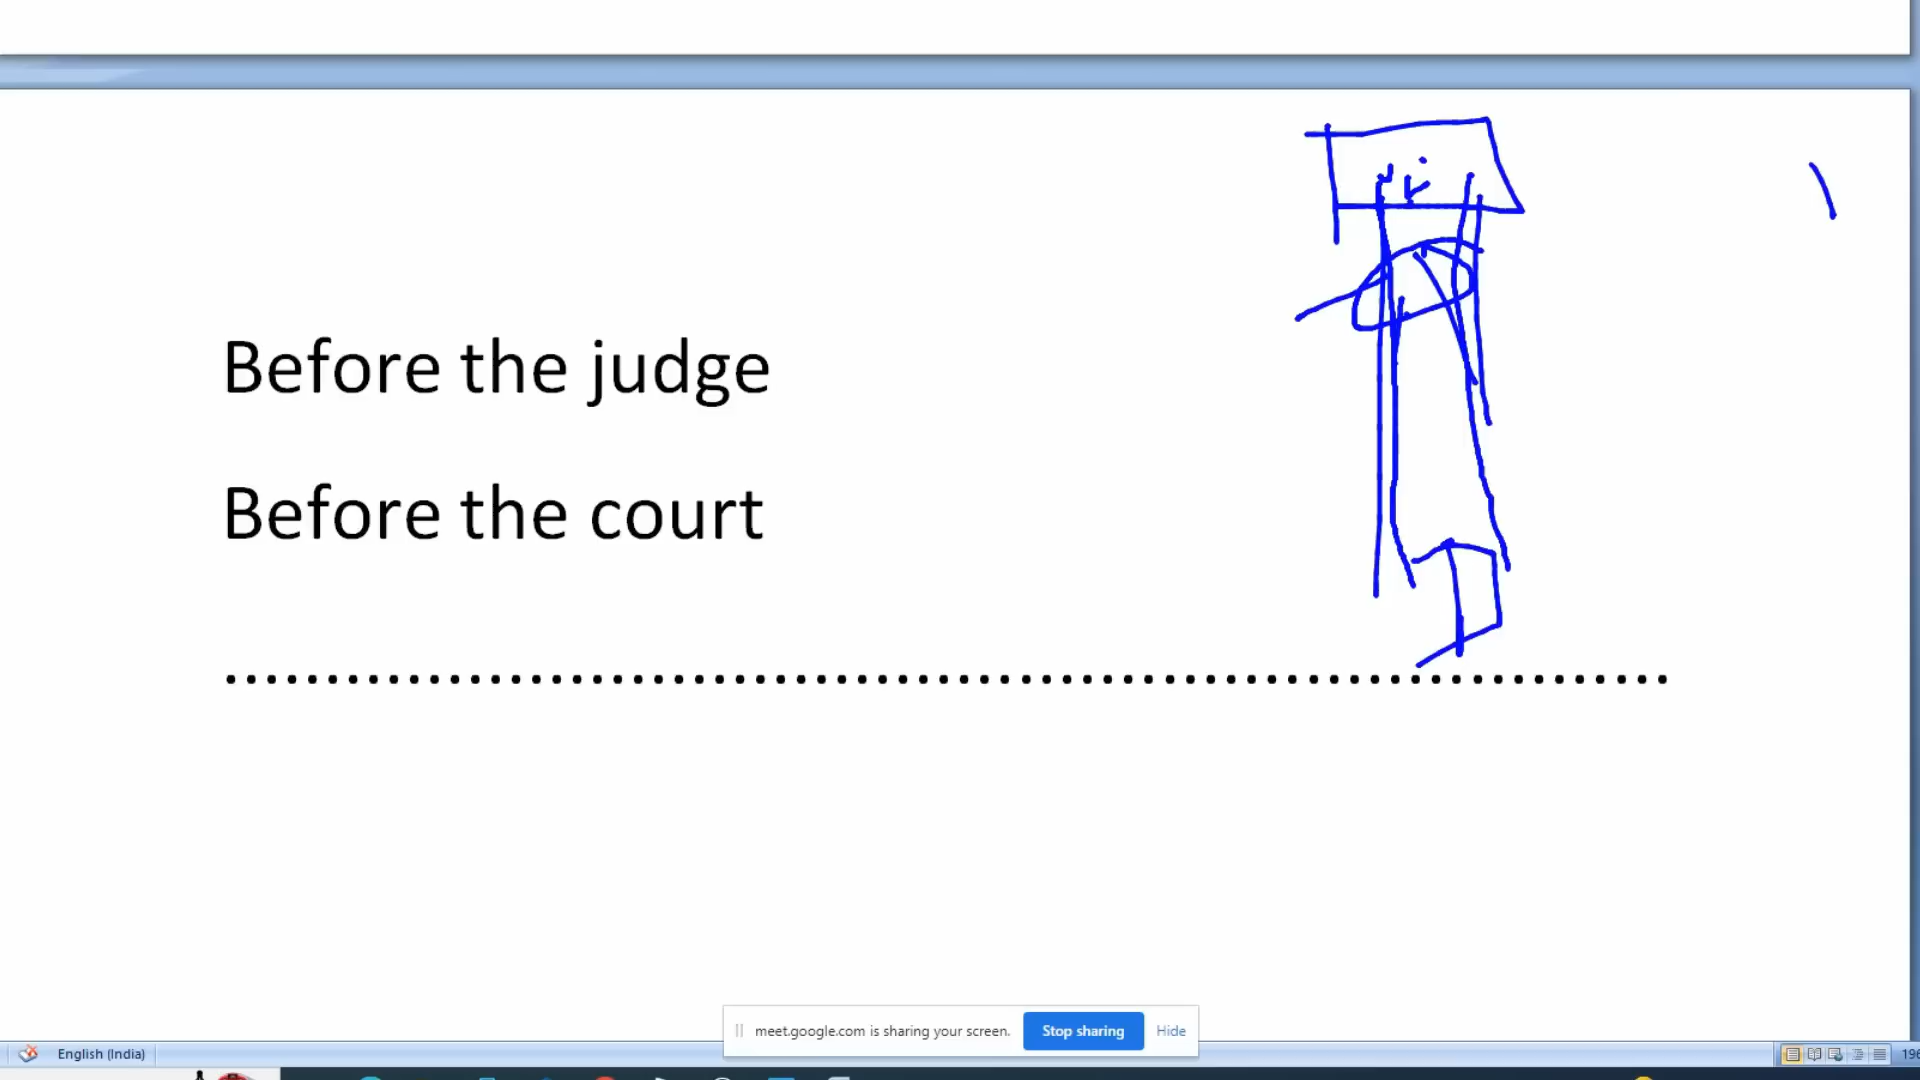 Before the judge
Before the court
................................................................................
meet.google.com is sharing your screen. Stop sharing Hide
English (India)